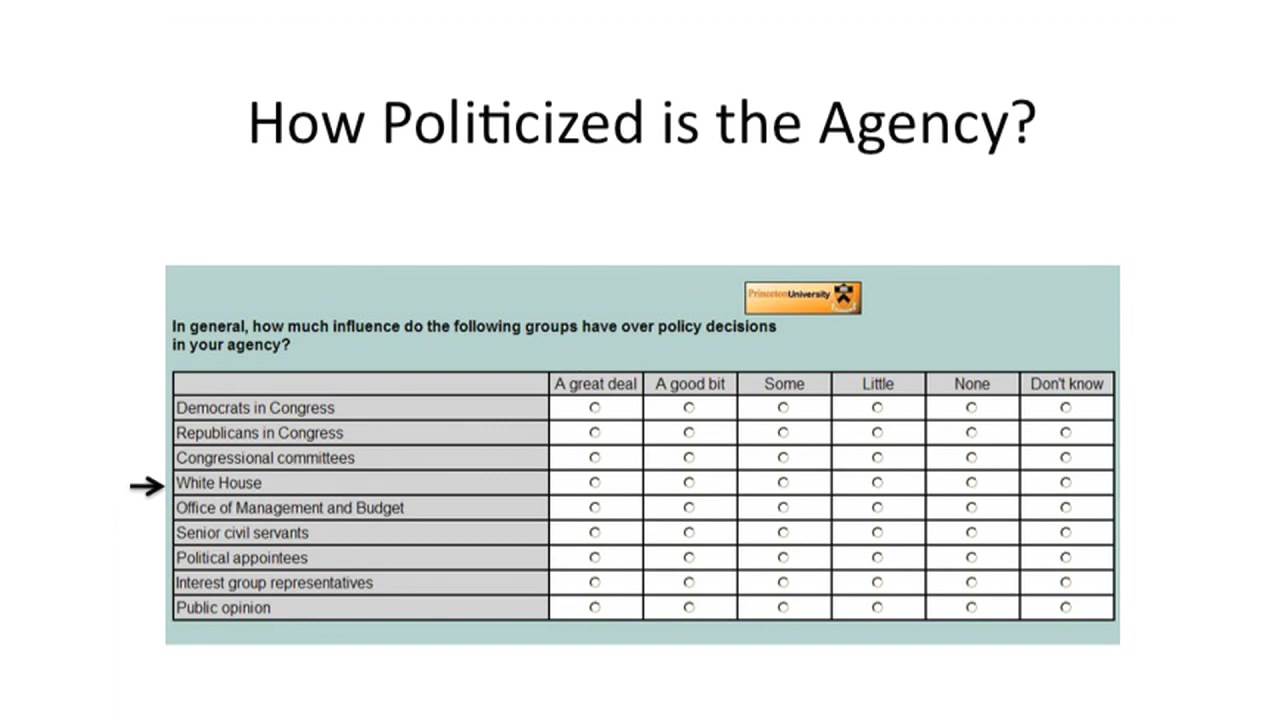 How Politicized is the Agency?
PrincetonUniversity
In general, how much influence do the following groups have over policy decisions
in your agency?
A great deal A good bit Some Little None Don't know
Democrats in Congress
Republicans in Congress
Congressional committees
White House
Office of Management and Budget
Senior civil servants
Political appointees
Interest group representatives
Public opinion